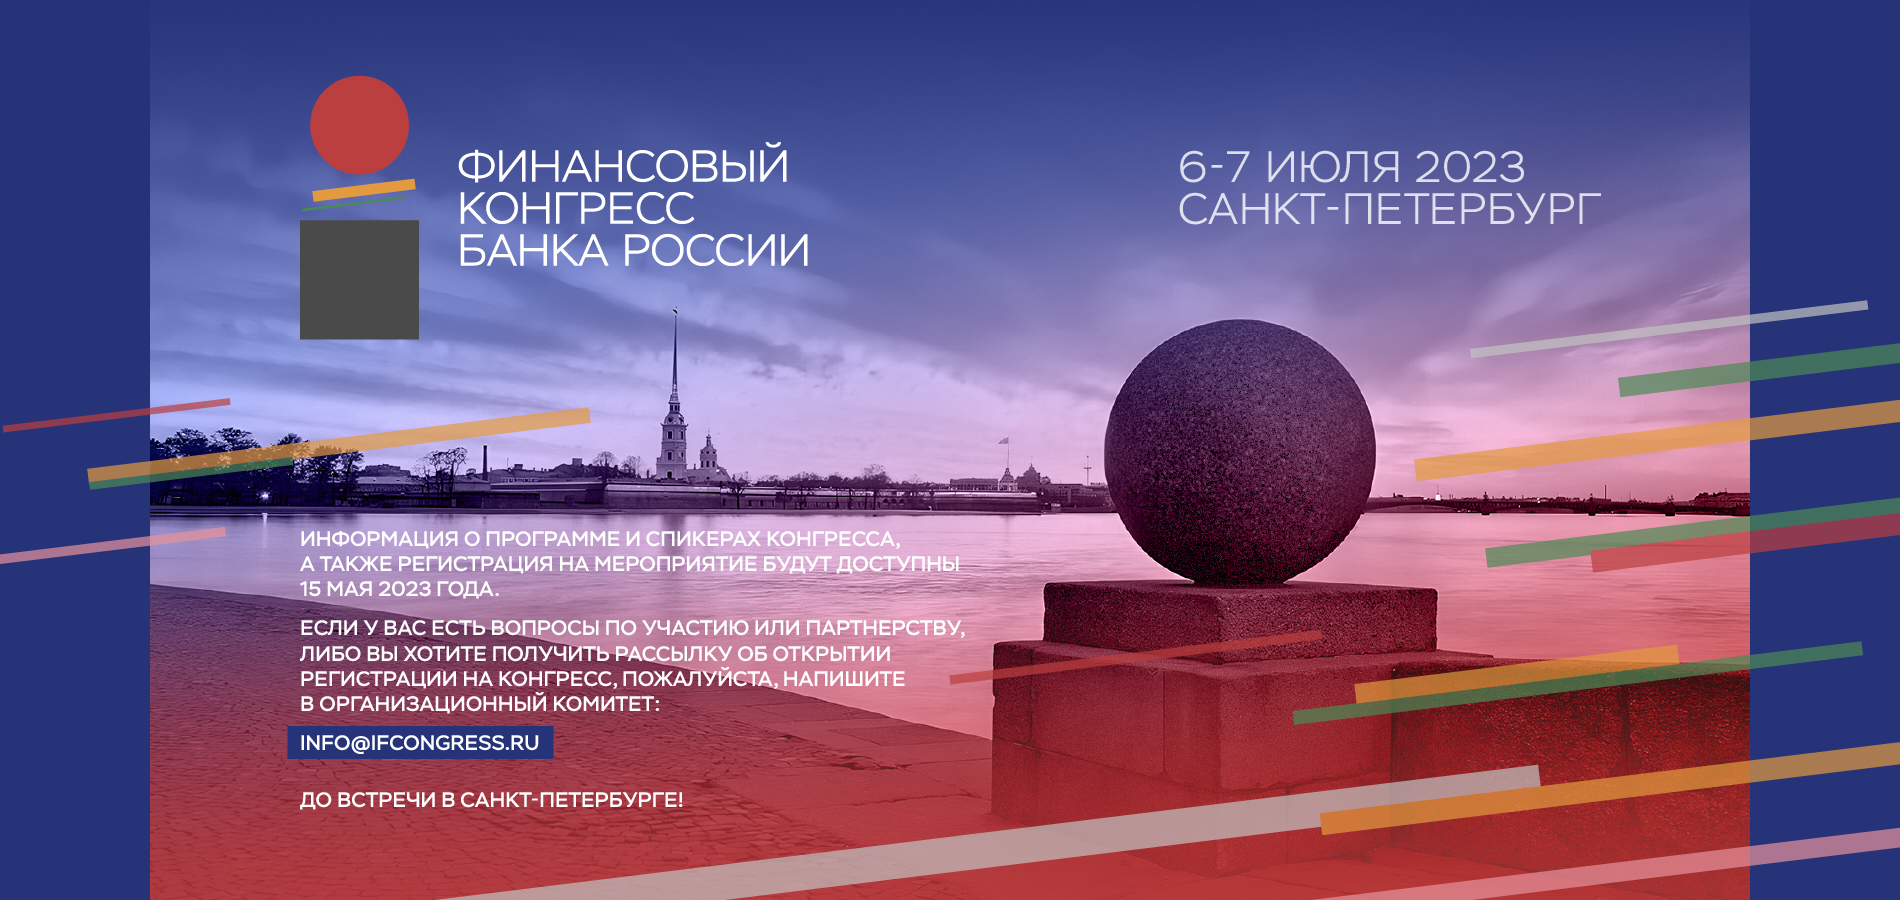 ФИНАНСОВЫЙ
КОНГРЕСС
БАНКА РОССИИ
6-7 ИЮЛЯ 2023
САНКТ-ПЕТЕРБУРГ
ИНФОРМАЦИЯ О ПРОГРАММЕ И СПИКЕРАХ КОНГРЕССА,
А ТАКЖЕ РЕГИСТРАЦИЯ НА МЕРОПРИЯТИЕ БУДУТ ДОСТУПНЫ
15 МАЯ 2023 ГОДА.
ЕСЛИ У ВАС ЕСТЬ ВОПРОСЫ ПО УЧАСТИЮ ИЛИ ПАРТНЕРСТВУ,
ЛИБО ВЫ ХОТИТЕ ПОЛУЧИТЬ РАССЫЛКУ ОБ ОТКРЫТИИ
РЕГИСТРАЦИИ НА КОНГРЕСС, ПОЖАЛУЙСТА, НАПИШИТЕ
В ОРГАНИЗАЦИОННЫЙ КОМИТЕТ:
INFO@IFCONGRESS.RU
ДО ВСТРЕЧИ В САНКТ-ПЕТЕРБУРГЕ!